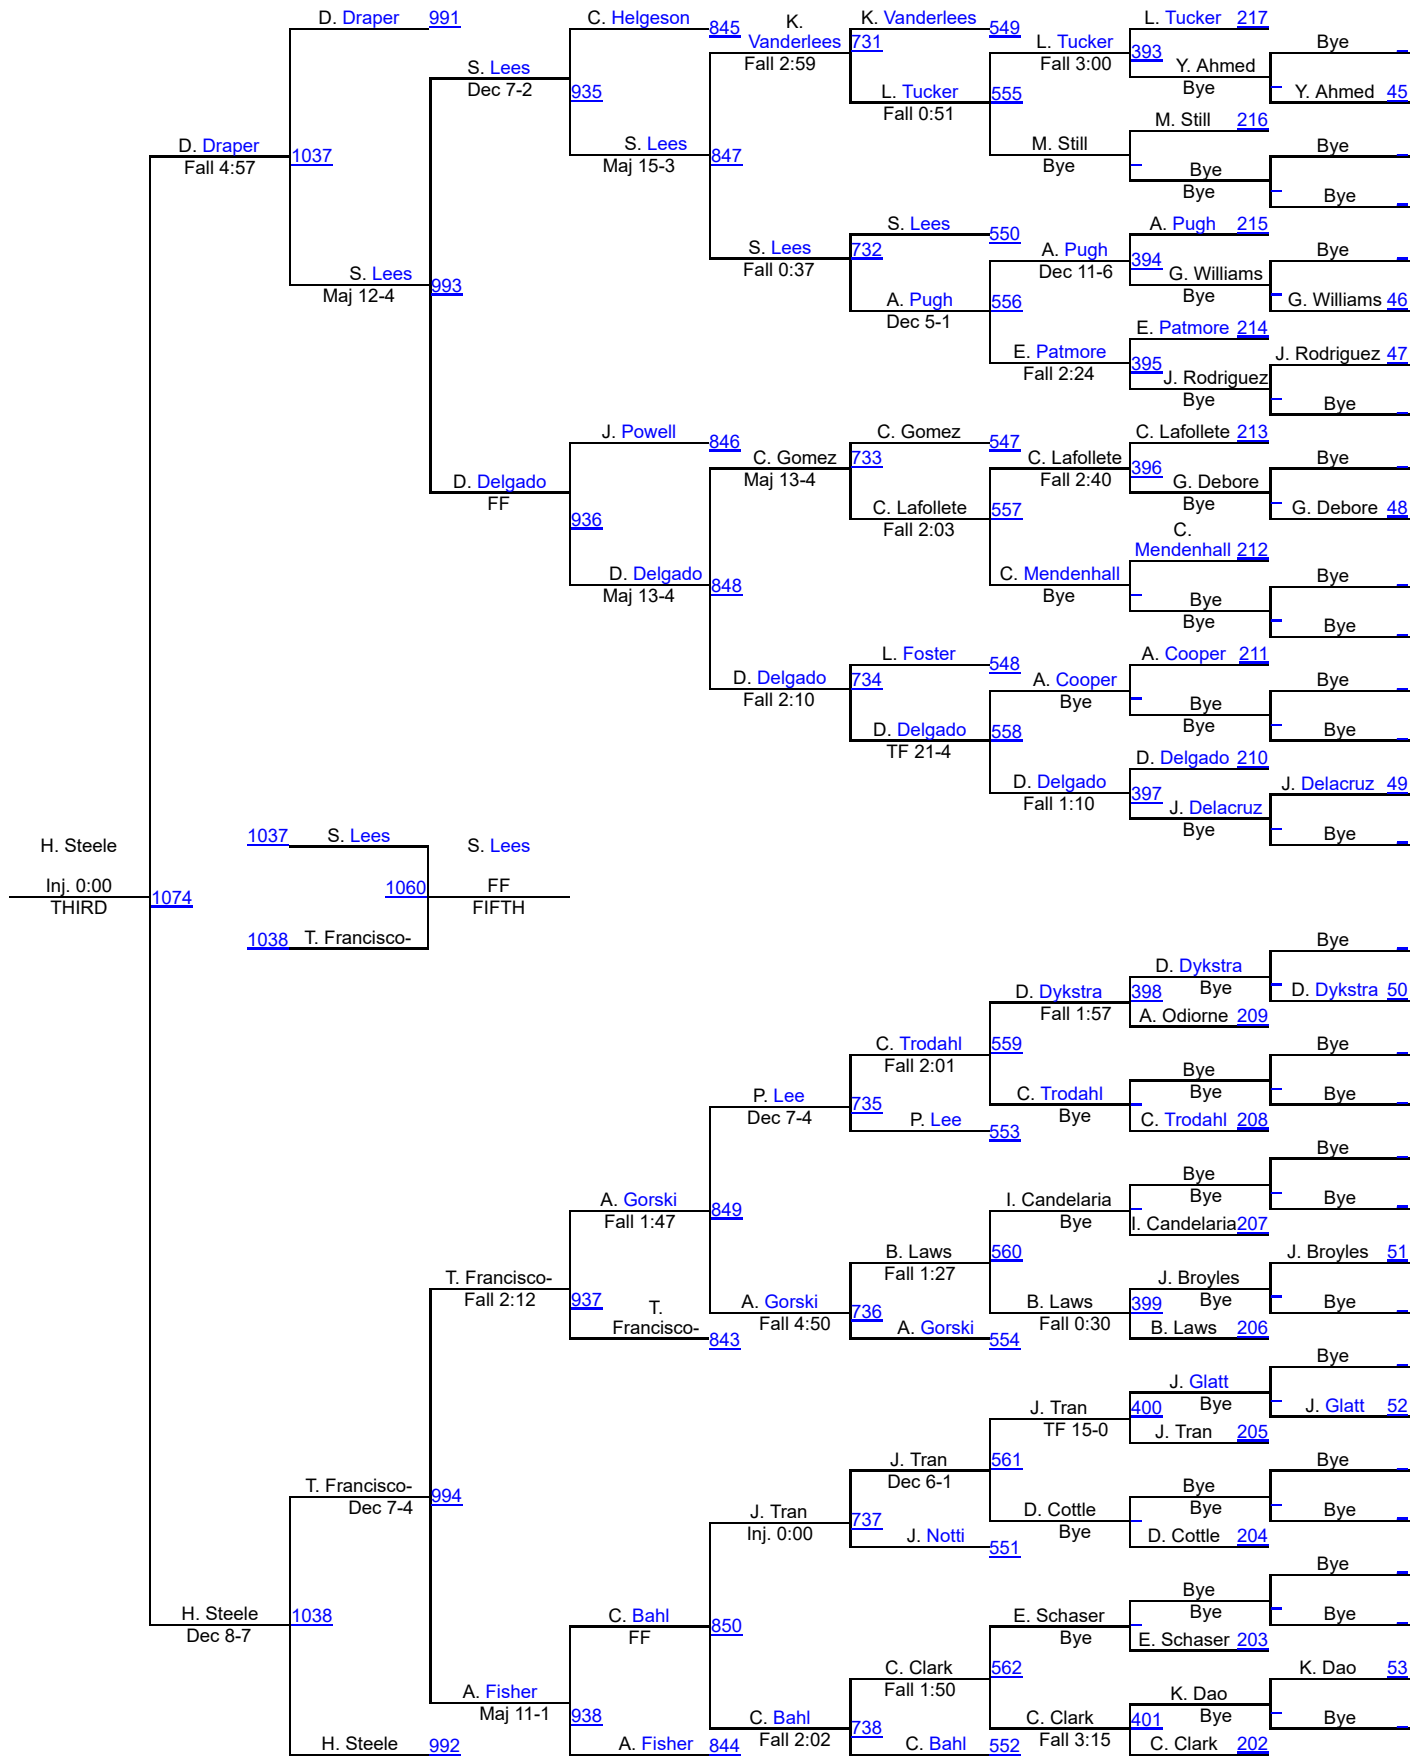 D. Draper 991 C. Helgeson 845 K. K. Vanderlees 549 L. Tucker 217
Vanderlees 731 L. Tucker 393 Bye
S. Lees Fall 2:59 Fall 3:00 Y. Ahmed
Dec 7-2 935 L. Tucker 555 Bye Y. Ahmed 45
Fall 0:51 M. Still 216
D. Draper 1037 S. Lees 847 M. Still Bye
Fall 4:57 Maj 15-3 Bye Bye
Bye Bye
S. Lees 550 A. Pugh 215
S. Lees 732 A. Pugh 394 Bye
Fall 0:37 Dec 11-6 G. Williams
S. Lees 993 A. Pugh 556 Bye G. Williams 46
Maj 12-4 Dec 5-1 E. Patmore 214
E. Patmore 395 J. Rodriguez 47
Fall 2:24 J. Rodriguez
Bye Bye
J. Powell 846 C. Gomez 547 C. Lafollete 213
C. Gomez 733 C. Lafollete 396 Bye
D. Delgado Maj 13-4 Fall 2:40 G. Debore
FF 936 C. Lafollete 557 Bye G. Debore 48
Fall 2:03 C.
Mendenhall 212
D. Delgado 848 C. Mendenhall Bye
Maj 13-4 Bye Bye
Bye Bye
L. Foster 548 A. Cooper 211
D. Delgado 734 A. Cooper Bye
Fall 2:10 Bye Bye
D. Delgado 558 Bye Bye
TF 21-4 D. Delgado 210
D. Delgado 397 J. Delacruz 49
Fall 1:10 J. Delacruz
Bye Bye
H. Steele 1037 S. Lees S. Lees
Inj. 0:00 1074 1060 FF
THIRD FIFTH
1038 T. Francisco- Bye
D. Dykstra
D. Dykstra 398 Bye D. Dykstra 50
Fall 1:57 A. Odiorne 209
C. Trodahl 559 Bye
Fall 2:01 Bye
P. Lee 735 C. Trodahl Bye Bye
Dec 7-4 P. Lee 553 Bye C. Trodahl 208
Bye
Bye
A. Gorski 849 I. Candelaria Bye Bye
Fall 1:47 Bye I. Candelaria 207
B. Laws 560 J. Broyles 51
T. Francisco- Fall 1:27 J. Broyles
Fall 2:12 937 T. A. Gorski 736 B. Laws 399 Bye Bye
Francisco- 843 Fall 4:50 A. Gorski 554 Fall 0:30 B. Laws 206
Bye
J. Glatt
J. Tran 400 Bye J. Glatt 52
TF 15-0 J. Tran 205
J. Tran 561 Bye
T. Francisco- 994 Dec 6-1 Bye
Dec 7-4 J. Tran 737 D. Cottle Bye Bye
Inj. 0:00 J. Notti 551 Bye D. Cottle 204
Bye
Bye
H. Steele 1038 C. Bahl 850 E. Schaser Bye Bye
Dec 8-7 FF Bye E. Schaser 203
C. Clark 562 K. Dao 53
A. Fisher Fall 1:50 K. Dao
Maj 11-1 938 C. Bahl 738 C. Clark 401 Bye Bye
H. Steele 992 A. Fisher 844 Fall 2:02 C. Bahl 552 Fall 3:15 C. Clark 202